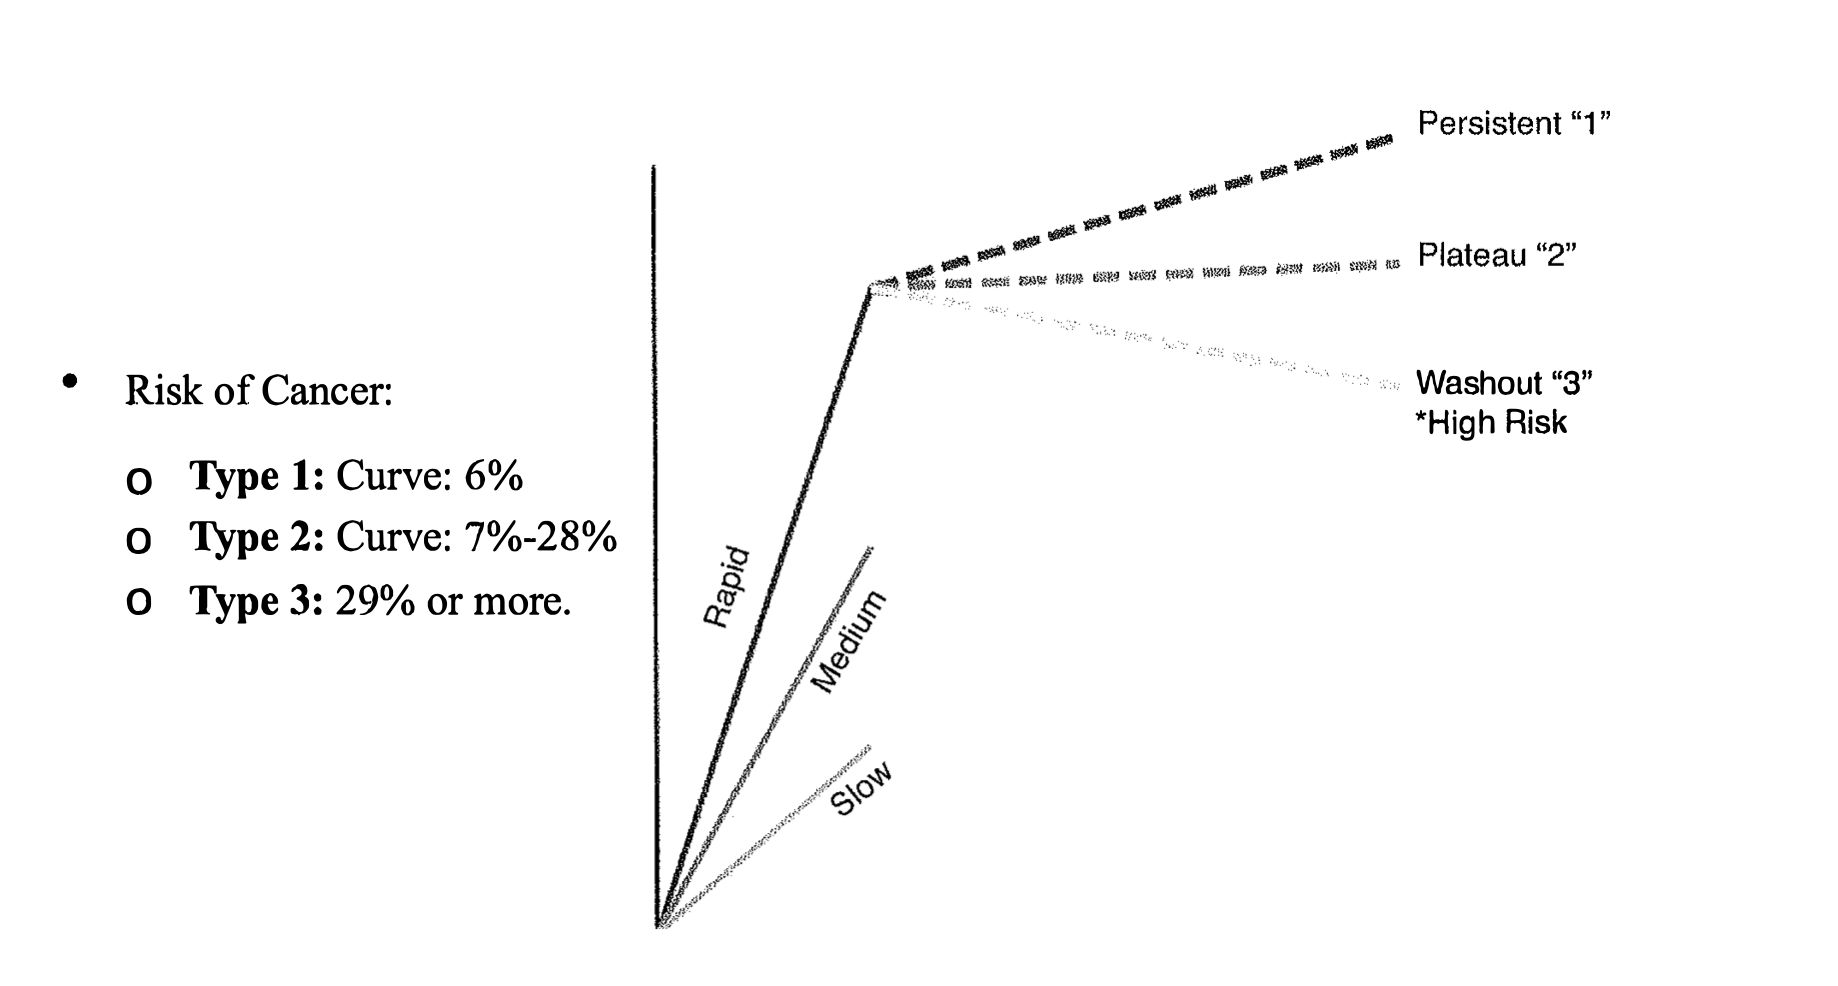 • Risk of Cancer:
o Type 1: Curve: 6%
o Type 2: Curve: 7%-28%
o Type 3: 29% or more.
Rapid
Medium
Slow
Persistent “1”
Plateau “2”
Washout “3”
*High Risk